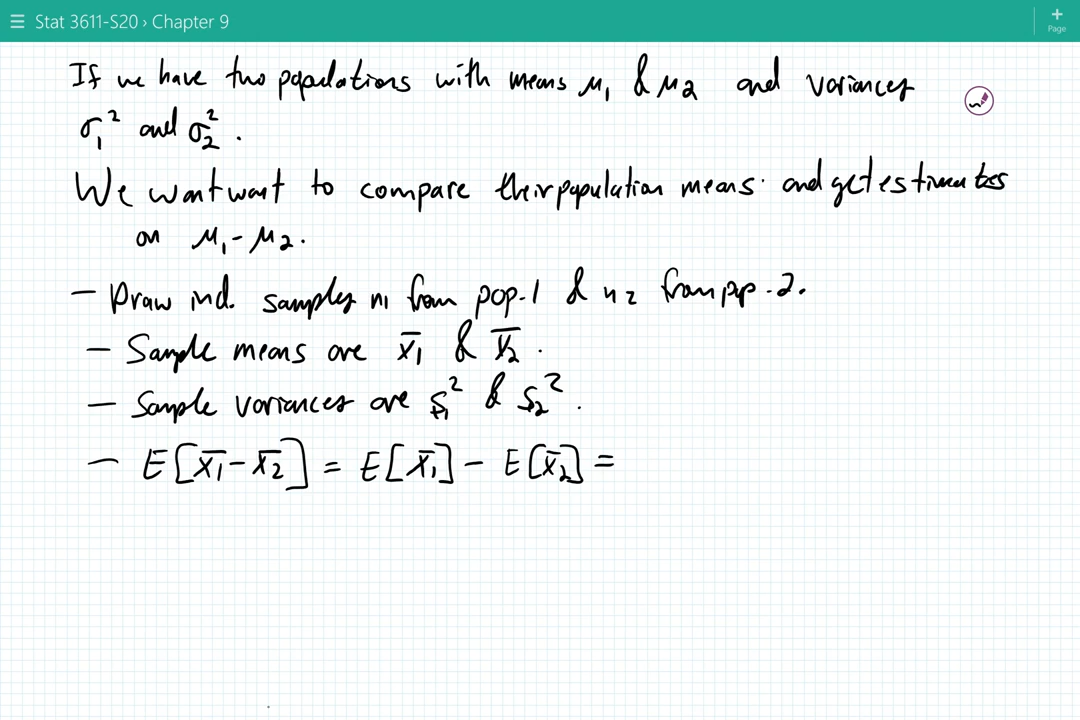 Stat 3611-S20 › Chapter 9
Page
If we have two populations with means μ₁ & μ₂ and variances
σ₁² and σ₂².
We want want to compare their population means. and get estimates
on μ₁-μ₂.
- Draw ind. samples n₁ from pop.1 & n₂ from pop.2.
- Sample means are x̄₁ & x̄₂.
- Sample variances are s₁² & s₂².
- E[x̄₁-x̄₂] = E[x̄₁] - E[x̄₂] =